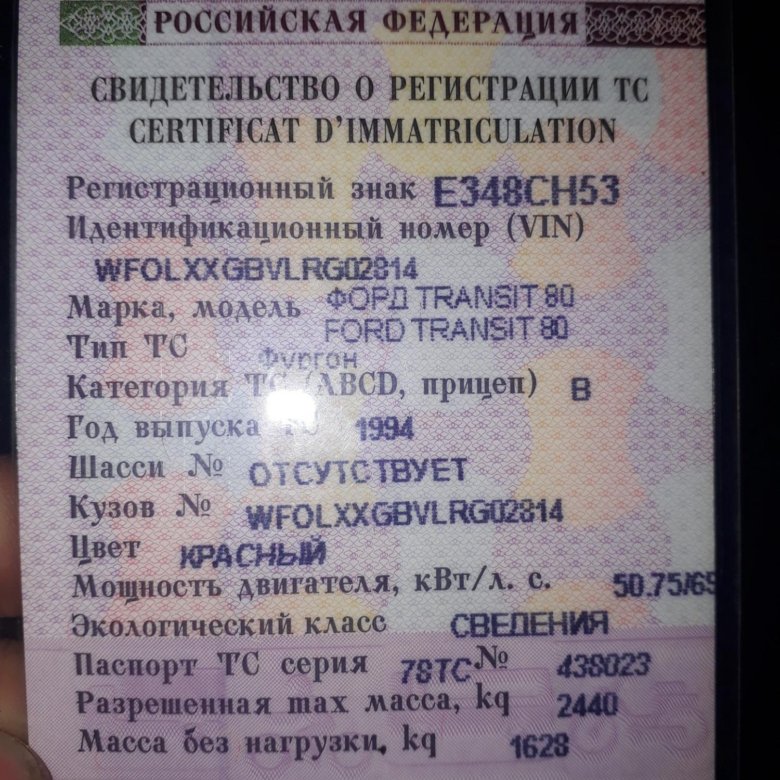 РОССИЙСКАЯ ФЕДЕРАЦИЯ
СВИДЕТЕЛЬСТВО О РЕГИСТРАЦИИ ТС
CERTIFICAT D'IMMATRICULATION
Регистрационный знак Е348СН53
Идентификационный номер (VIN)
WFOLXXGBVLRG02814
Марка, модель ФОРД TRANSIT 80
FORD TRANSIT 80
Тип ТС Фургон
Категория ТС (ABCD, прицеп) B
Год выпуска ТС 1994
Шасси № ОТСУТСТВУЕТ
Кузов № WFOLXXGBVLRG02814
Цвет КРАСНЫЙ
Мощность двигателя, кВт/л. с. 50.75/69
Экологический класс СВЕДЕНИЯ
Паспорт ТС серия 78ТС № 438023
Разрешенная max масса, kg 2440
Масса без нагрузки, kg 1628